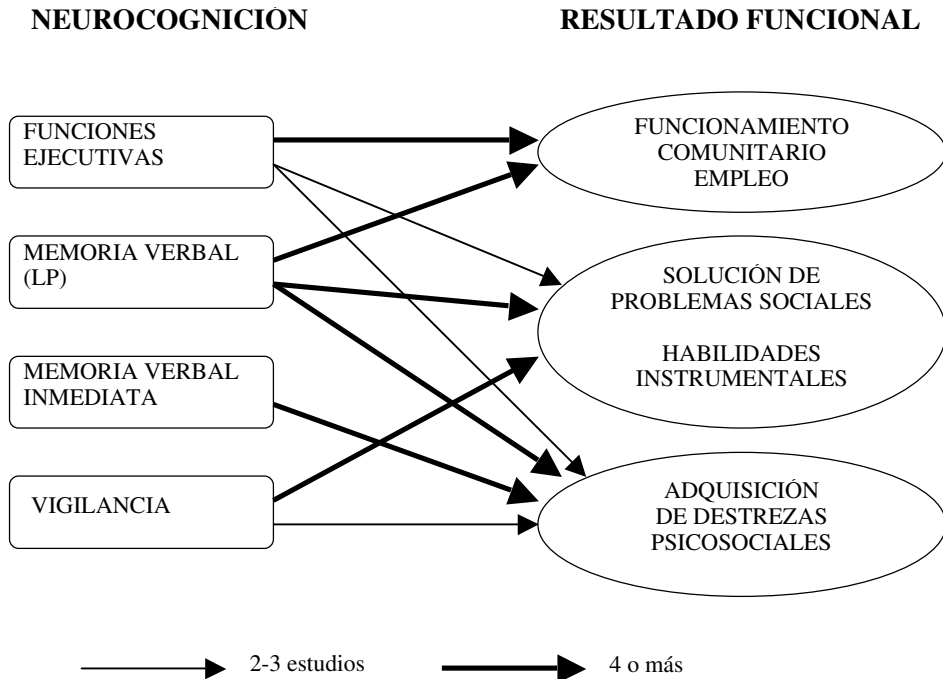 NEUROCOGNICIÓN
RESULTADO FUNCIONAL
FUNCIONES
EJECUTIVAS
MEMORIA VERBAL
(LP)
MEMORIA VERBAL
INMEDIATA
VIGILANCIA
FUNCIONAMIENTO
COMUNITARIO
EMPLEO
SOLUCIÓN DE
PROBLEMAS SOCIALES
HABILIDADES
INSTRUMENTALES
ADQUISICIÓN
DE DESTREZAS
PSICOSOCIALES
2-3 estudios
4 o más